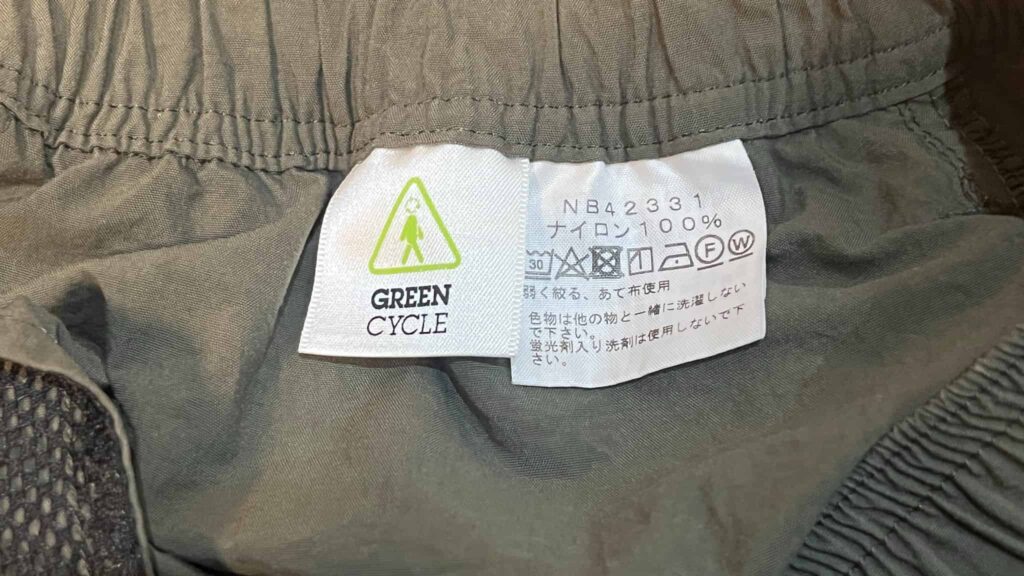 GREEN
CYCLE
NB42331
ナイロン100%
30 F W
弱く絞る、あて布使用
色物は他の物と一緒に洗濯しない
で下さい。
蛍光剤入り洗剤は使用しないで下
さい。